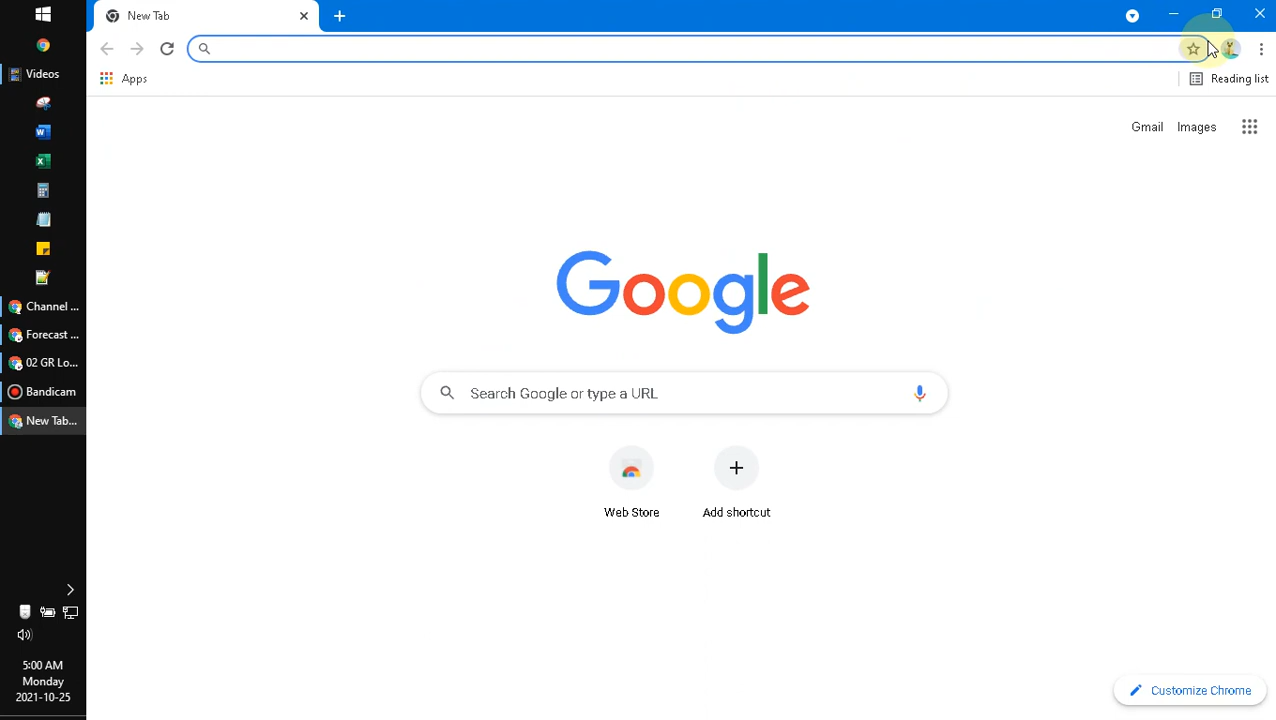 New Tab
Apps
Reading list
Gmail Images
Google
Search Google or type a URL
Web Store
Add shortcut
Customize Chrome
Videos
Channel ...
Forecast ...
02 GR Lo...
Bandicam
New Tab...
5:00 AM
Monday
2021-10-25